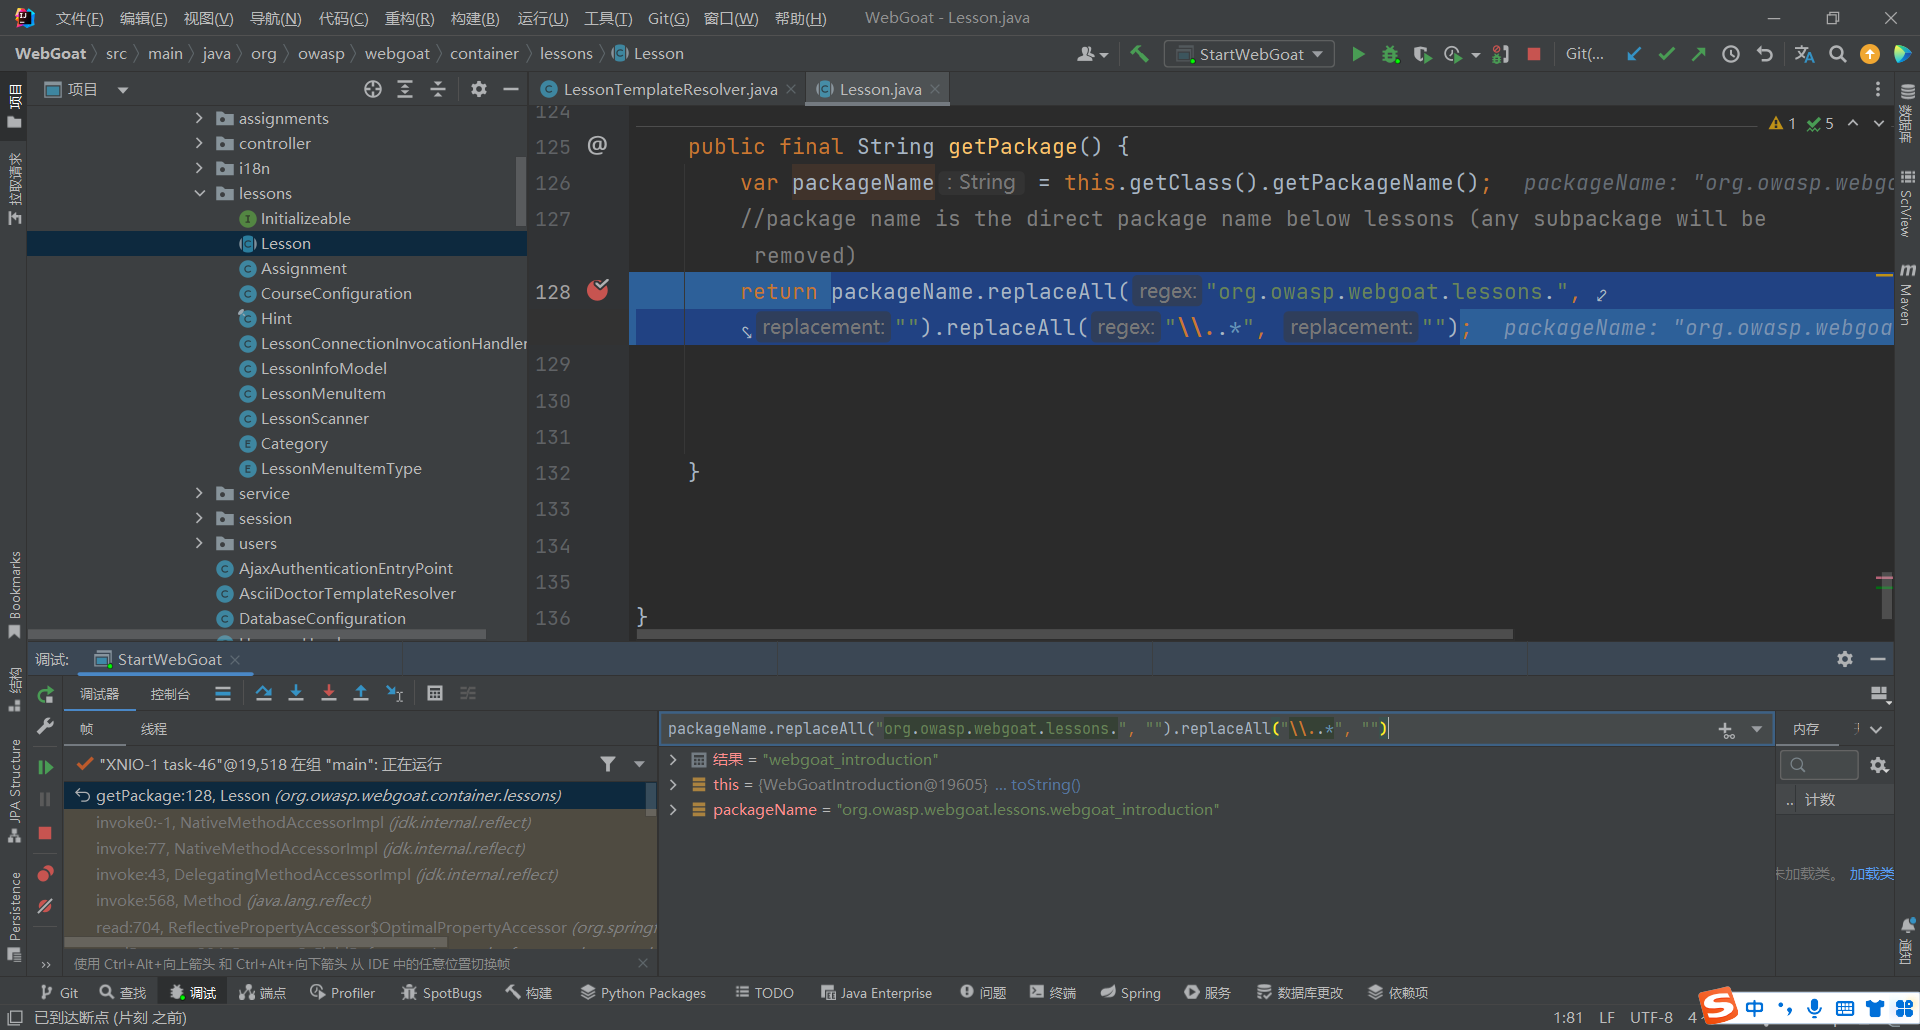 文件(F) 编辑(E) 视图(V) 导航(N) 代码(C) 重构(R) 构建(B) 运行(U) 工具(T) Git(G) 窗口(W) 帮助(H) WebGoat - Lesson.java
WebGoat src main java org owasp webgoat container lessons Lesson StartWebGoat Git(...
项目
LessonTemplateResolver.java Lesson.java
项目
拉取请求
Bookmarks
结构
JPA Structure
Persistence
assignments
controller
i18n
lessons
Initializeable
Lesson
Assignment
CourseConfiguration
Hint
LessonConnectionInvocationHandler
LessonInfoModel
LessonMenuItem
LessonScanner
Category
LessonMenuItemType
service
session
users
AjaxAuthenticationEntryPoint
AsciiDoctorTemplateResolver
DatabaseConfiguration
124
1 5
125 @ public final String getPackage() {
126 var packageName : String = this.getClass().getPackageName(); packageName: "org.owasp.webgo
127 //package name is the direct package name below lessons (any subpackage will be
removed)
128 return packageName.replaceAll( regex: "org.owasp.webgoat.lessons.",
replacement: "").replaceAll( regex: "\\..*", replacement: ""); packageName: "org.owasp.webgoa
129
130
131
132 }
133
134
135
136 }
数据库
SciView
Maven
通知
调试: StartWebGoat
调试器 控制台
帧 线程
"XNIO-1 task-46"@19,518 在组 "main": 正在运行
getPackage:128, Lesson (org.owasp.webgoat.container.lessons)
invoke0:-1, NativeMethodAccessorImpl (jdk.internal.reflect)
invoke:77, NativeMethodAccessorImpl (jdk.internal.reflect)
invoke:43, DelegatingMethodAccessorImpl (jdk.internal.reflect)
invoke:568, Method (java.lang.reflect)
read:704, ReflectivePropertyAccessor$OptimalPropertyAccessor (org.springf
使用 Ctrl+Alt+向上箭头 和 Ctrl+Alt+向下箭头 从 IDE 中的任意位置切换帧
packageName.replaceAll("org.owasp.webgoat.lessons.", "").replaceAll("\\..*", "")
结果 = "webgoat_introduction"
this = {WebGoatIntroduction@19605} ... toString()
packageName = "org.owasp.webgoat.lessons.webgoat_introduction"
内存
.. 计数
未加载类。 加载类
Git 查找 调试 端点 Profiler SpotBugs 构建 Python Packages TODO Java Enterprise 问题 终端 Spring 服务 数据库更改 依赖项
已到达断点 (片刻 之前) 1:81 LF UTF-8 4
S 中